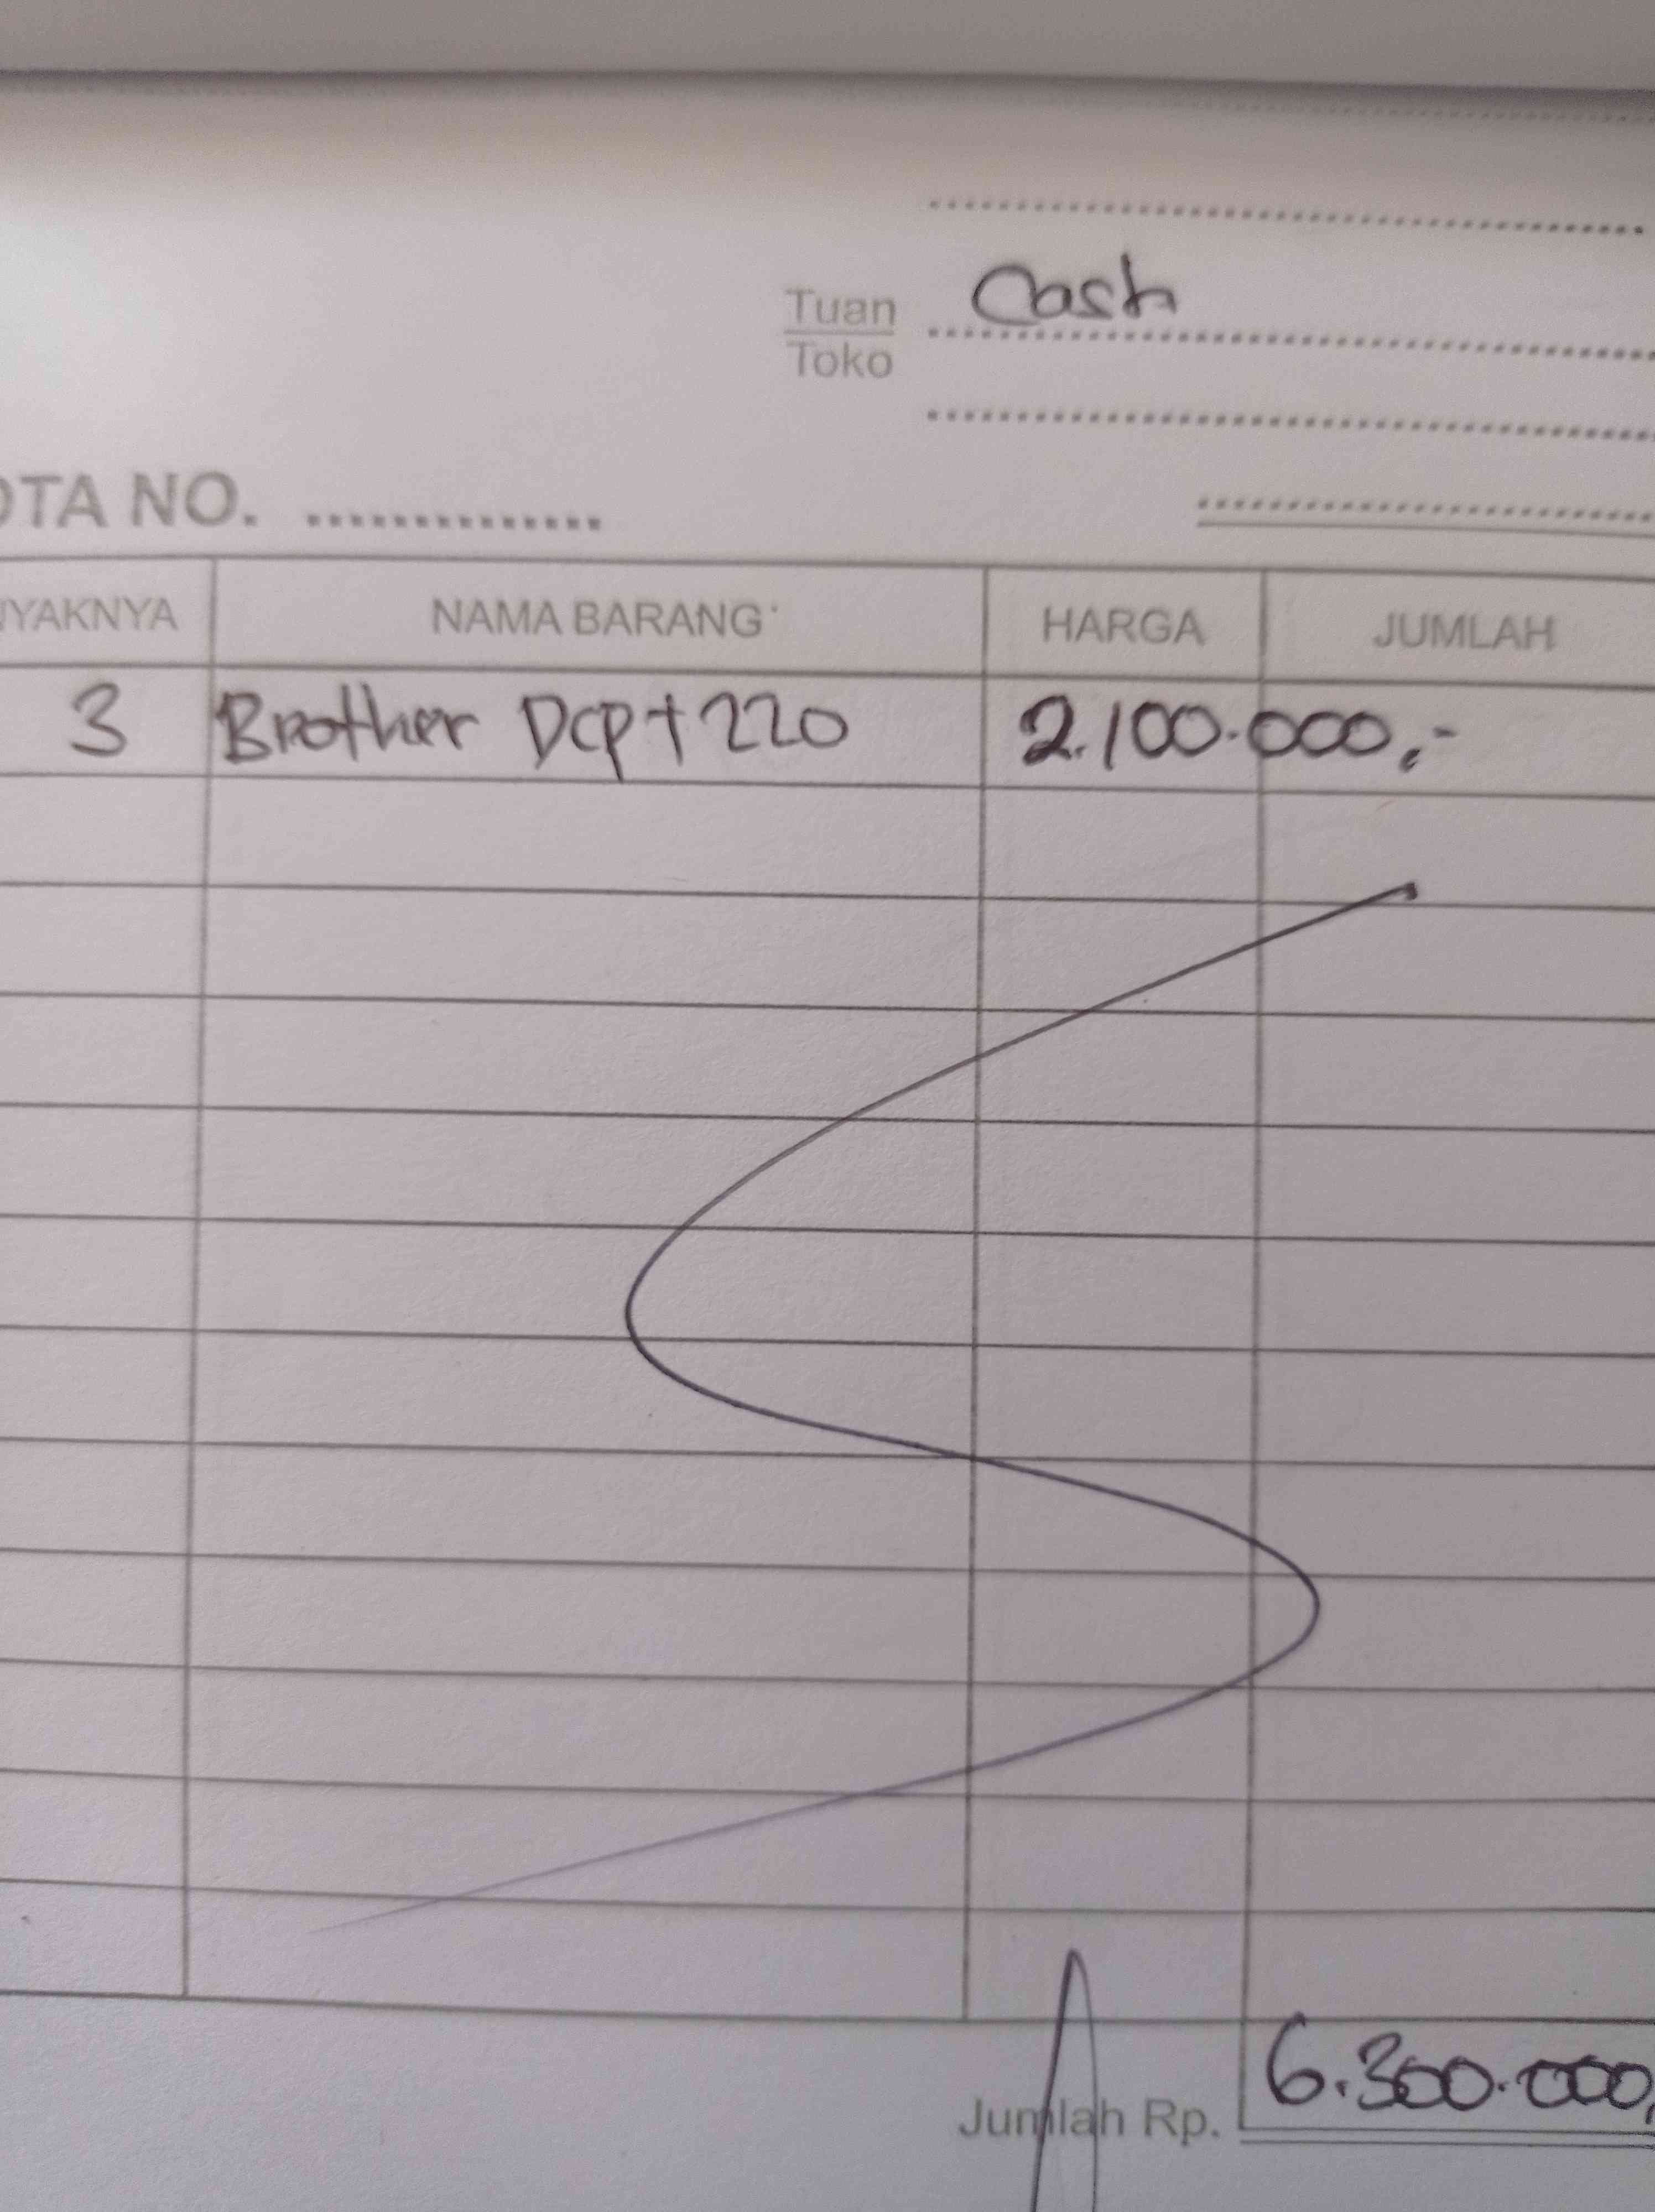 Tuan Cash
Toko
OTA NO. ..............
NYAKNYA NAMA BARANG HARGA JUMLAH
3 Brother Dcp t 220 2.100.000,-
Jumlah Rp. 6.300.000,